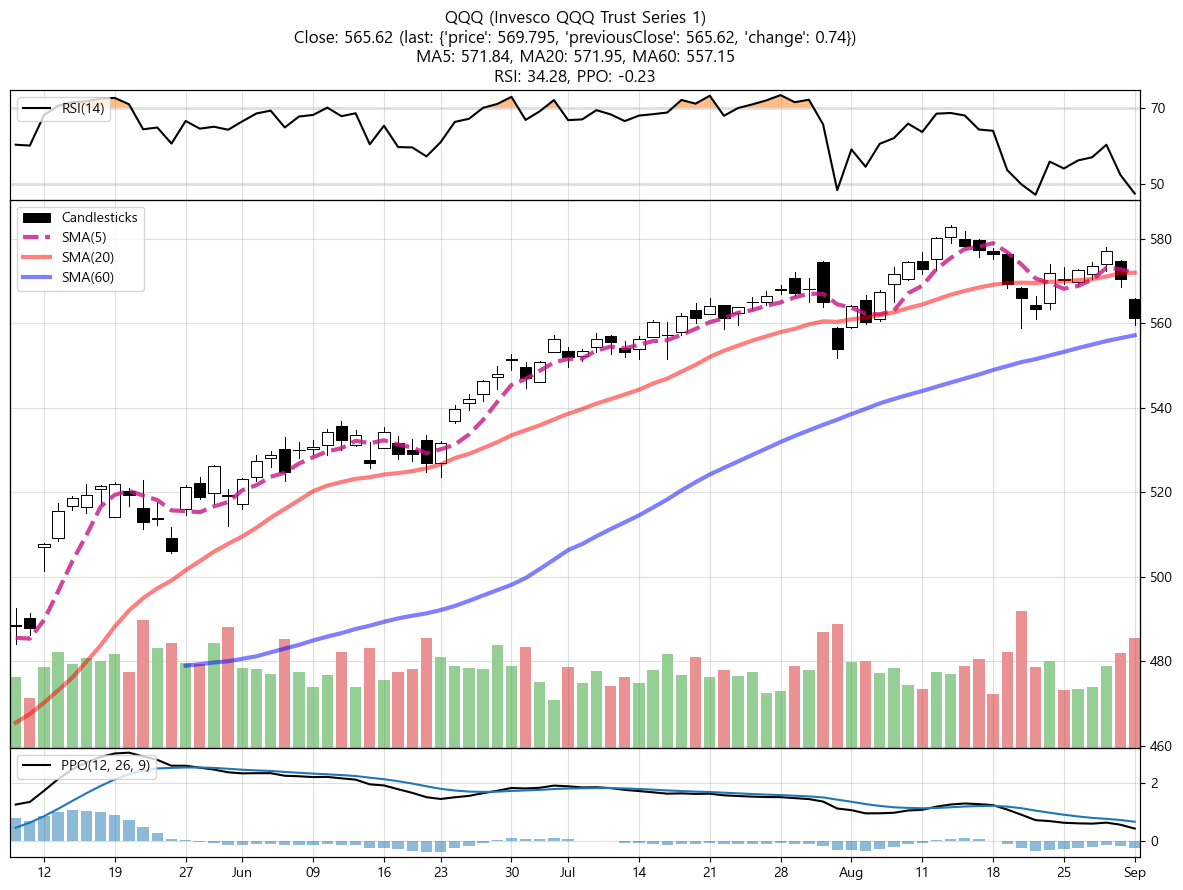 QQQ (Invesco QQQ Trust Series 1)
Close: 565.62 (last: {'price': 569.795, 'previousClose': 565.62, 'change': 0.74})
MA5: 571.84, MA20: 571.95, MA60: 557.15
RSI: 34.28, PPO: -0.23
RSI(14)
70
50
Candlesticks
SMA(5)
SMA(20)
SMA(60)
580
560
540
520
500
480
460
PPO(12, 26, 9)
2
0
12 19 27 Jun 09 16 23 30 Jul 14 21 28 Aug 11 18 25 Sep